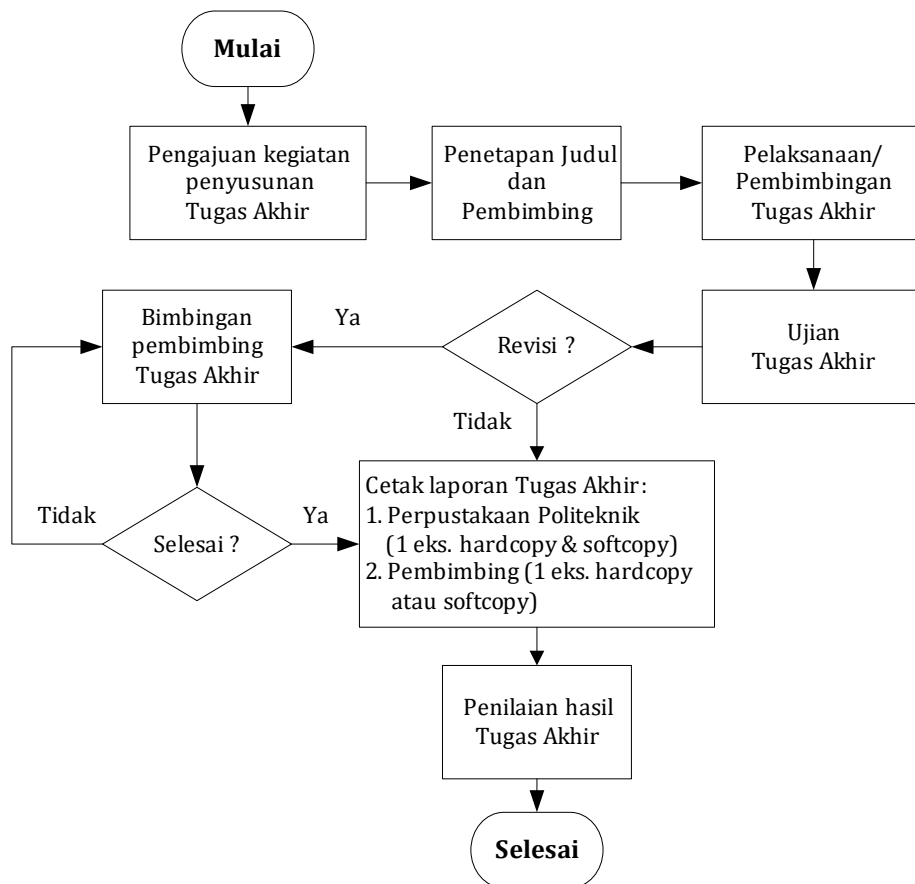 Mulai
Pengajuan kegiatan
penyusunan
Tugas Akhir
Penetapan Judul
dan
Pembimbing
Pelaksanaan/
Pembimbingan
Tugas Akhir
Ujian
Tugas Akhir
Revisi ?
Ya
Bimbingan
pembimbing
Tugas Akhir
Tidak
Selesai ?
Tidak
Ya
Cetak laporan Tugas Akhir :
1. Perpustakaan Politeknik
(1 eks. hardcopy & softcopy)
2. Pembimbing (1 eks. hardcopy
atau softcopy)
Penilaian hasil
Tugas Akhir
Selesai